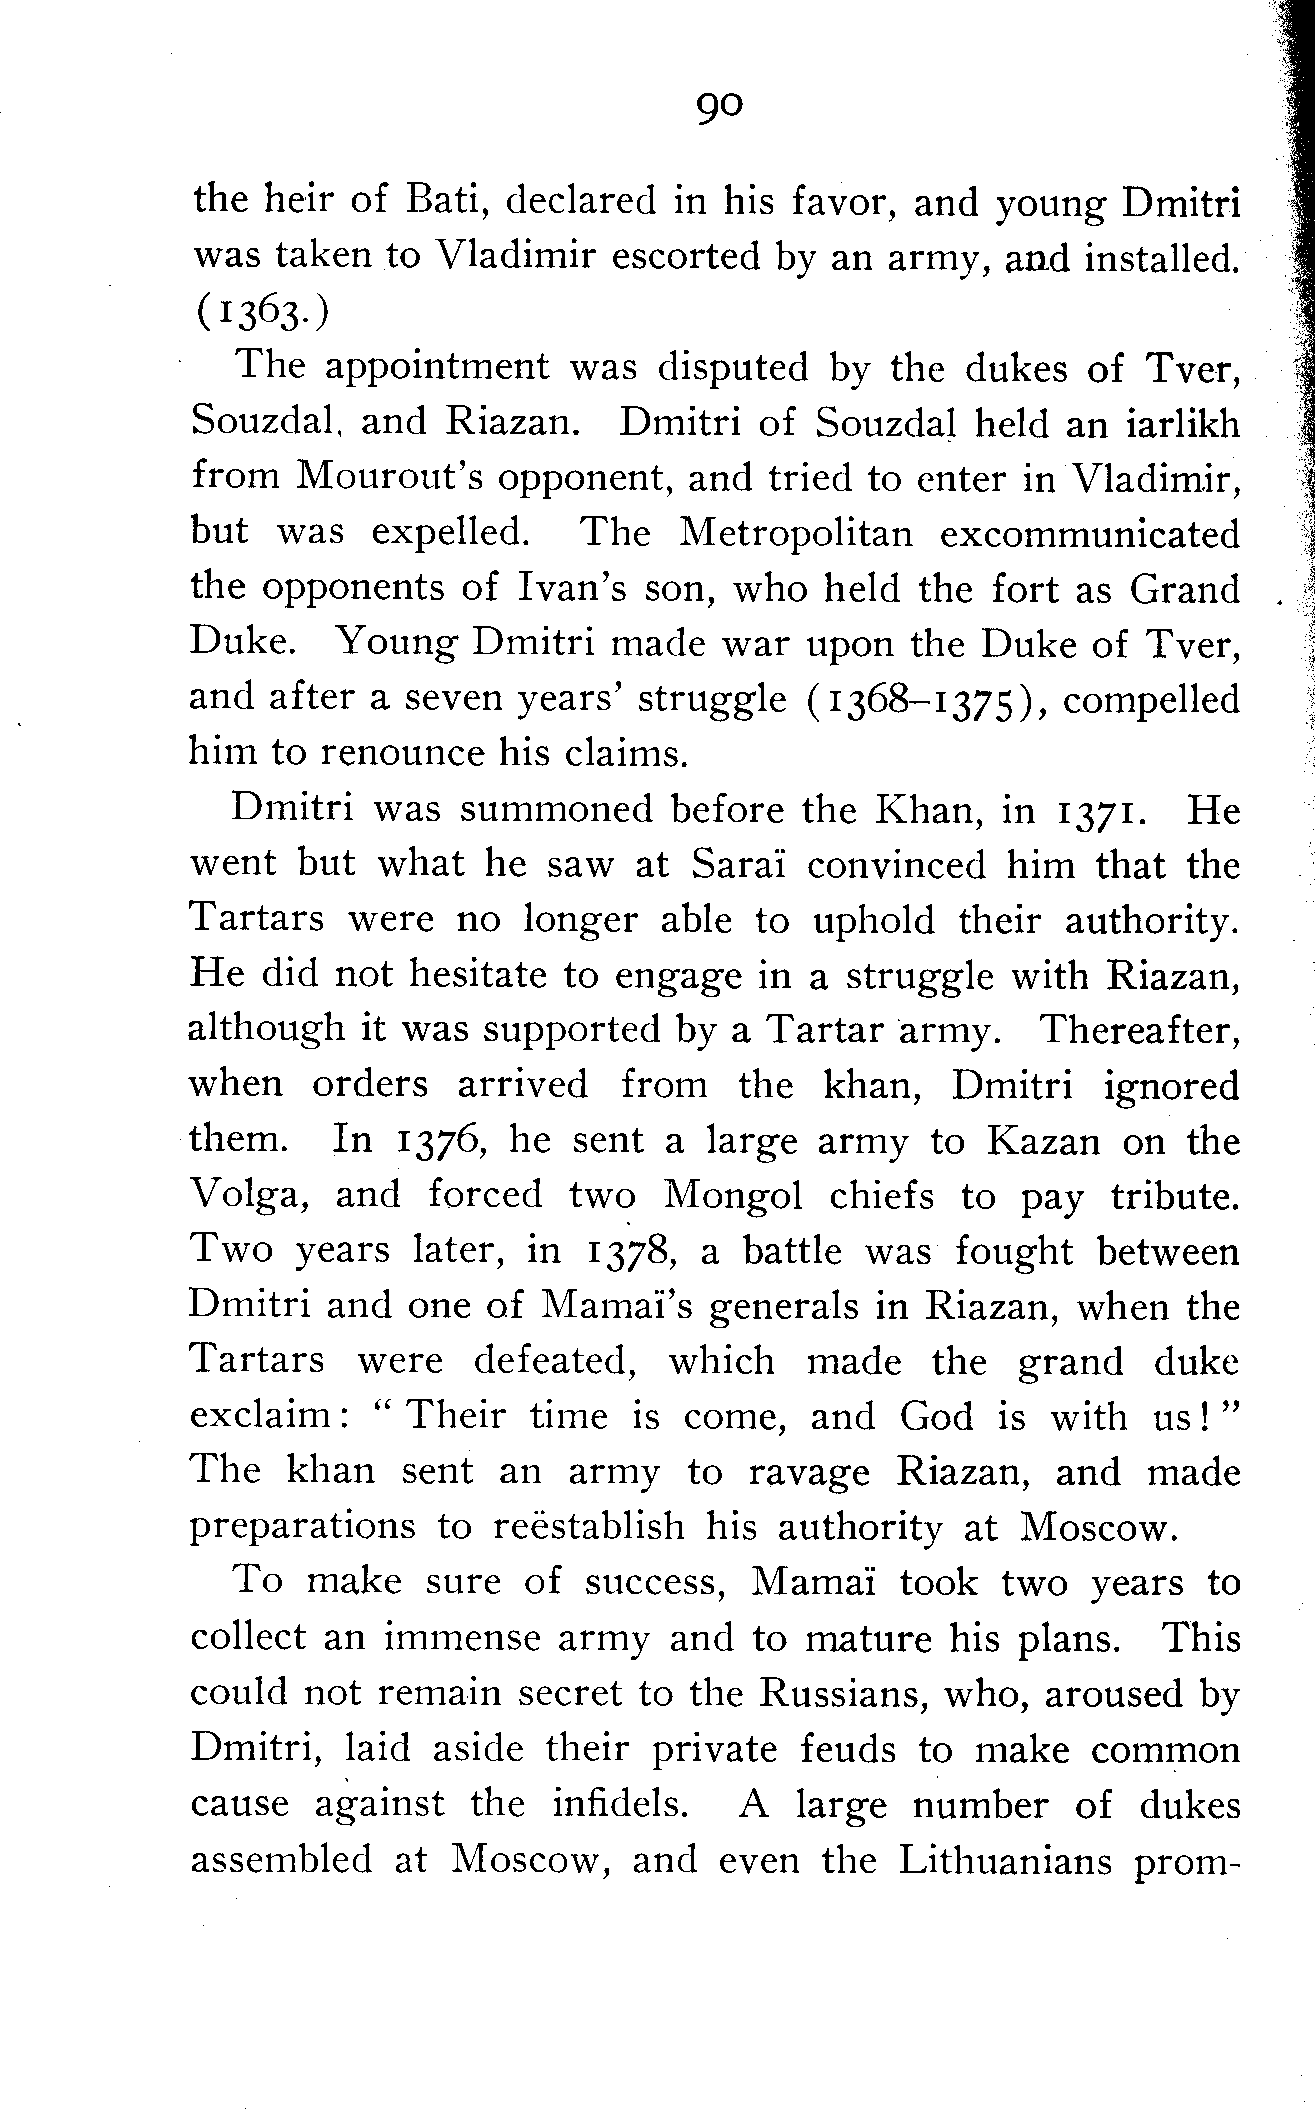 90
the heir of Bati, declared in his favor, and young Dmitri
was taken to Vladimir escorted by an army, and installed.
(1363.)
The appointment was disputed by the dukes of Tver,
Souzdal, and Riazan. Dmitri of Souzdal held an iarlikh
from Mourout's opponent, and tried to enter in Vladimir,
but was expelled. The Metropolitan excommunicated
the opponents of Ivan's son, who held the fort as Grand
Duke. Young Dmitri made war upon the Duke of Tver,
and after a seven years' struggle (1368–1375), compelled
him to renounce his claims.
Dmitri was summoned before the Khan, in 1371. He
went but what he saw at Saraï convinced him that the
Tartars were no longer able to uphold their authority.
He did not hesitate to engage in a struggle with Riazan,
although it was supported by a Tartar army. Thereafter,
when orders arrived from the khan, Dmitri ignored
them. In 1376, he sent a large army to Kazan on the
Volga, and forced two Mongol chiefs to pay tribute.
Two years later, in 1378, a battle was fought between
Dmitri and one of Mamaï's generals in Riazan, when the
Tartars were defeated, which made the grand duke
exclaim: " Their time is come, and God is with us! "
The khan sent an army to ravage Riazan, and made
preparations to reëstablish his authority at Moscow.
To make sure of success, Mamaï took two years to
collect an immense army and to mature his plans. This
could not remain secret to the Russians, who, aroused by
Dmitri, laid aside their private feuds to make common
cause against the infidels. A large number of dukes
assembled at Moscow, and even the Lithuanians prom-